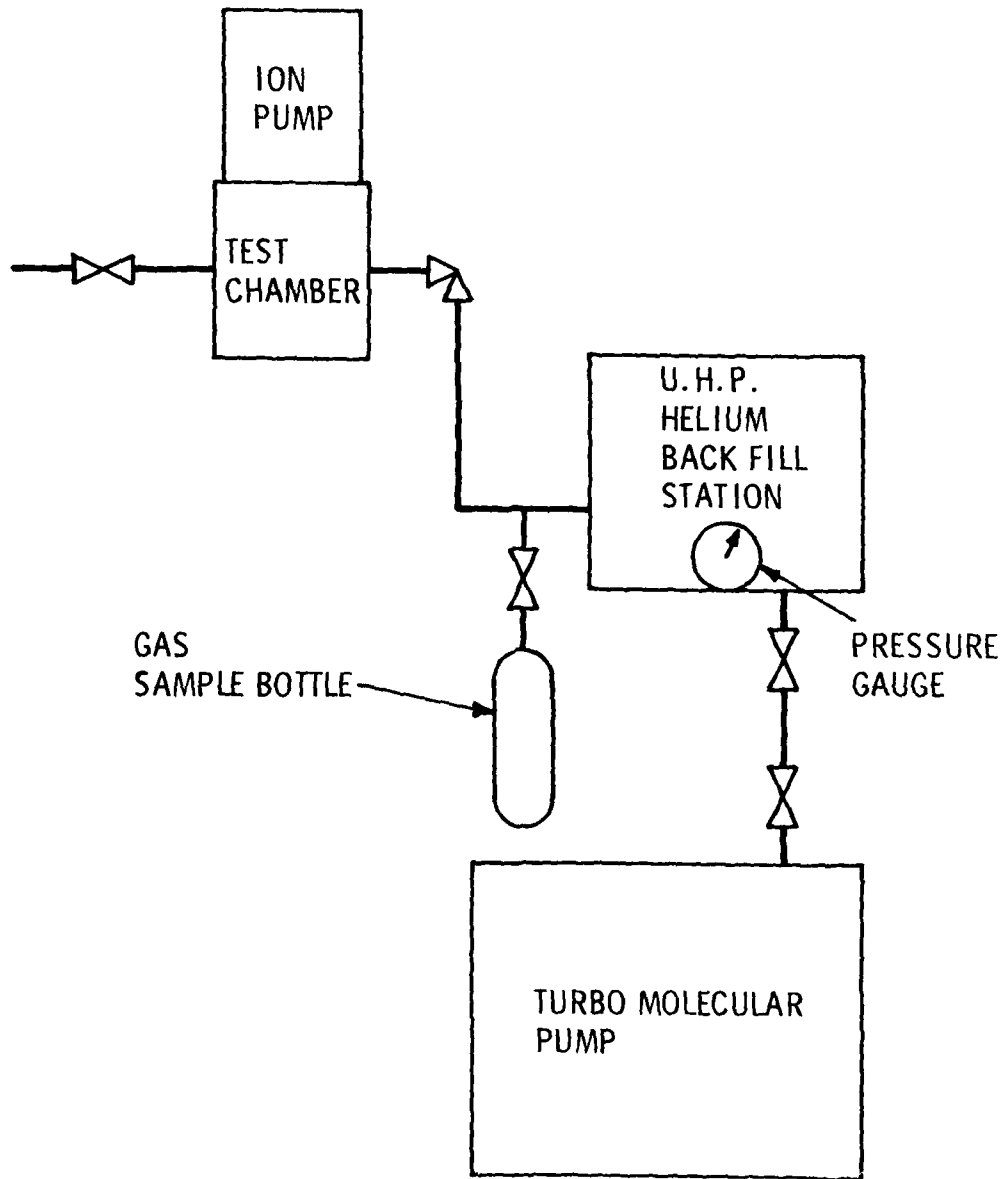 ION
PUMP
TEST
CHAMBER
U.H.P.
HELIUM
BACK FILL
STATION
GAS
SAMPLE BOTTLE
PRESSURE
GAUGE
TURBO MOLECULAR
PUMP